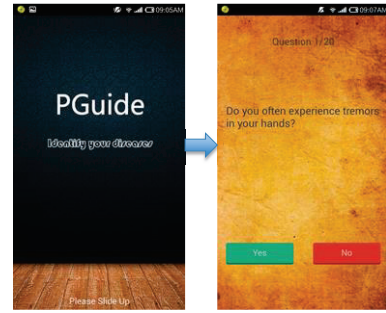 09:05AM
PGuide
Identify your diseases
Please Slide Up
09:07AM
Question 1/20
Do you often experience tremors
in your hands?
Yes
No